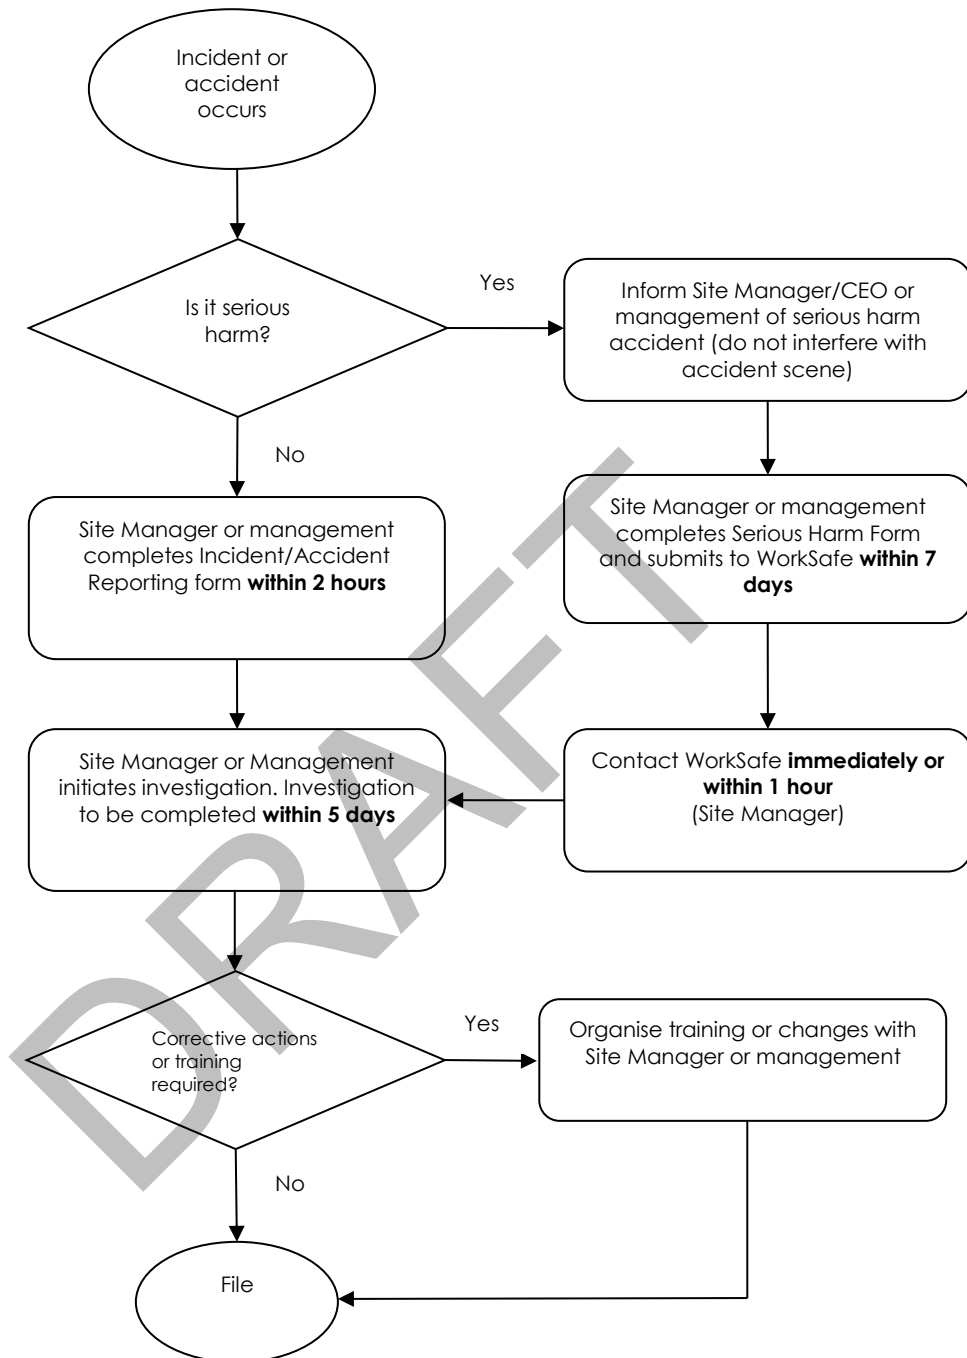 Incident or
accident
occurs
Is it serious
harm?
Yes
Inform Site Manager/CEO or
management of serious harm
accident (do not interfere with
accident scene)
No
Site Manager or management
completes Incident/Accident
Reporting form within 2 hours
Site Manager or management
completes Serious Harm Form
and submits to WorkSafe within 7
days
Site Manager or Management
initiates investigation. Investigation
to be completed within 5 days
Contact WorkSafe immediately or
within 1 hour
(Site Manager)
Corrective actions
or training
required?
Yes
Organise training or changes with
Site Manager or management
No
File
DRAFT